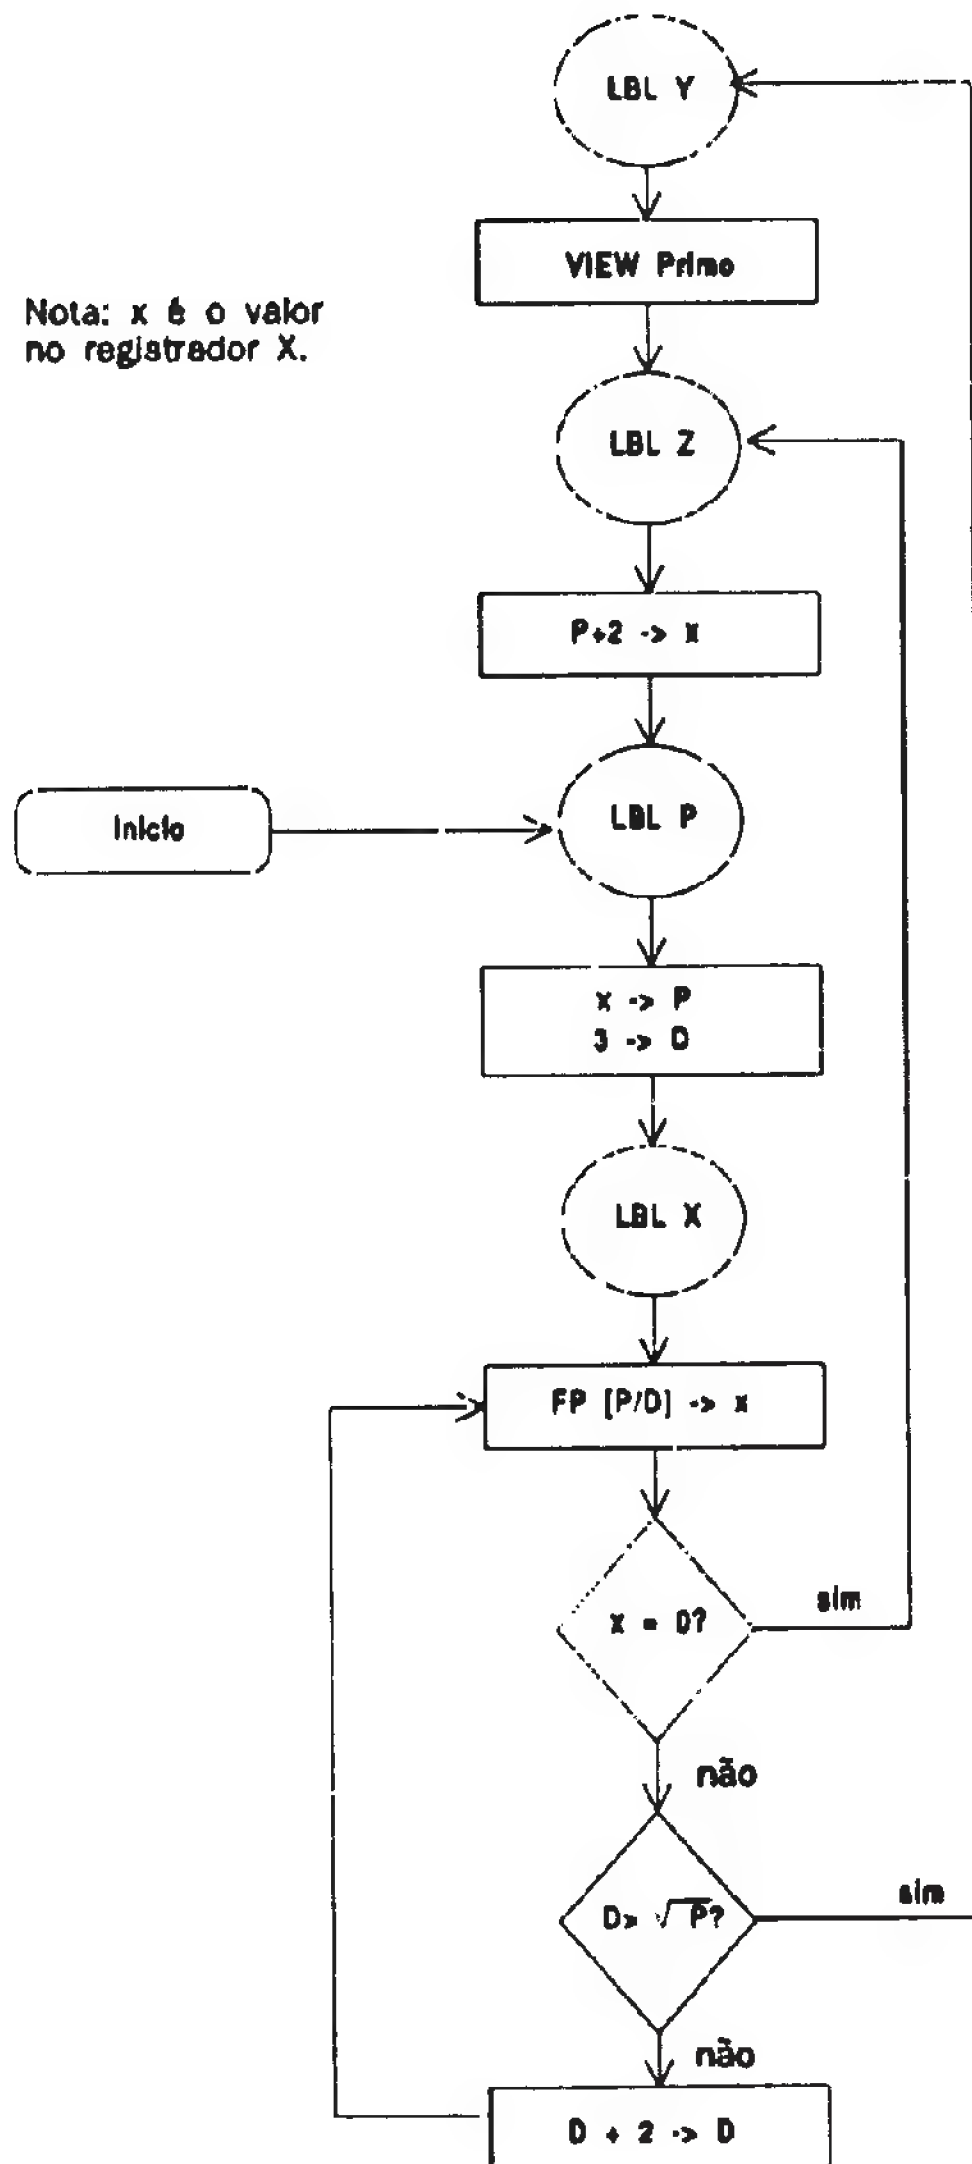 LBL Y
VIEW Primo
Nota: x é o valor
no registrador X.
LBL Z
P+2 -> x
Inicio
LBL P
x -> P
3 -> D
LBL X
FP [P/D] -> x
x = 0?
sim
não
D> √P?
sim
não
D + 2 -> D